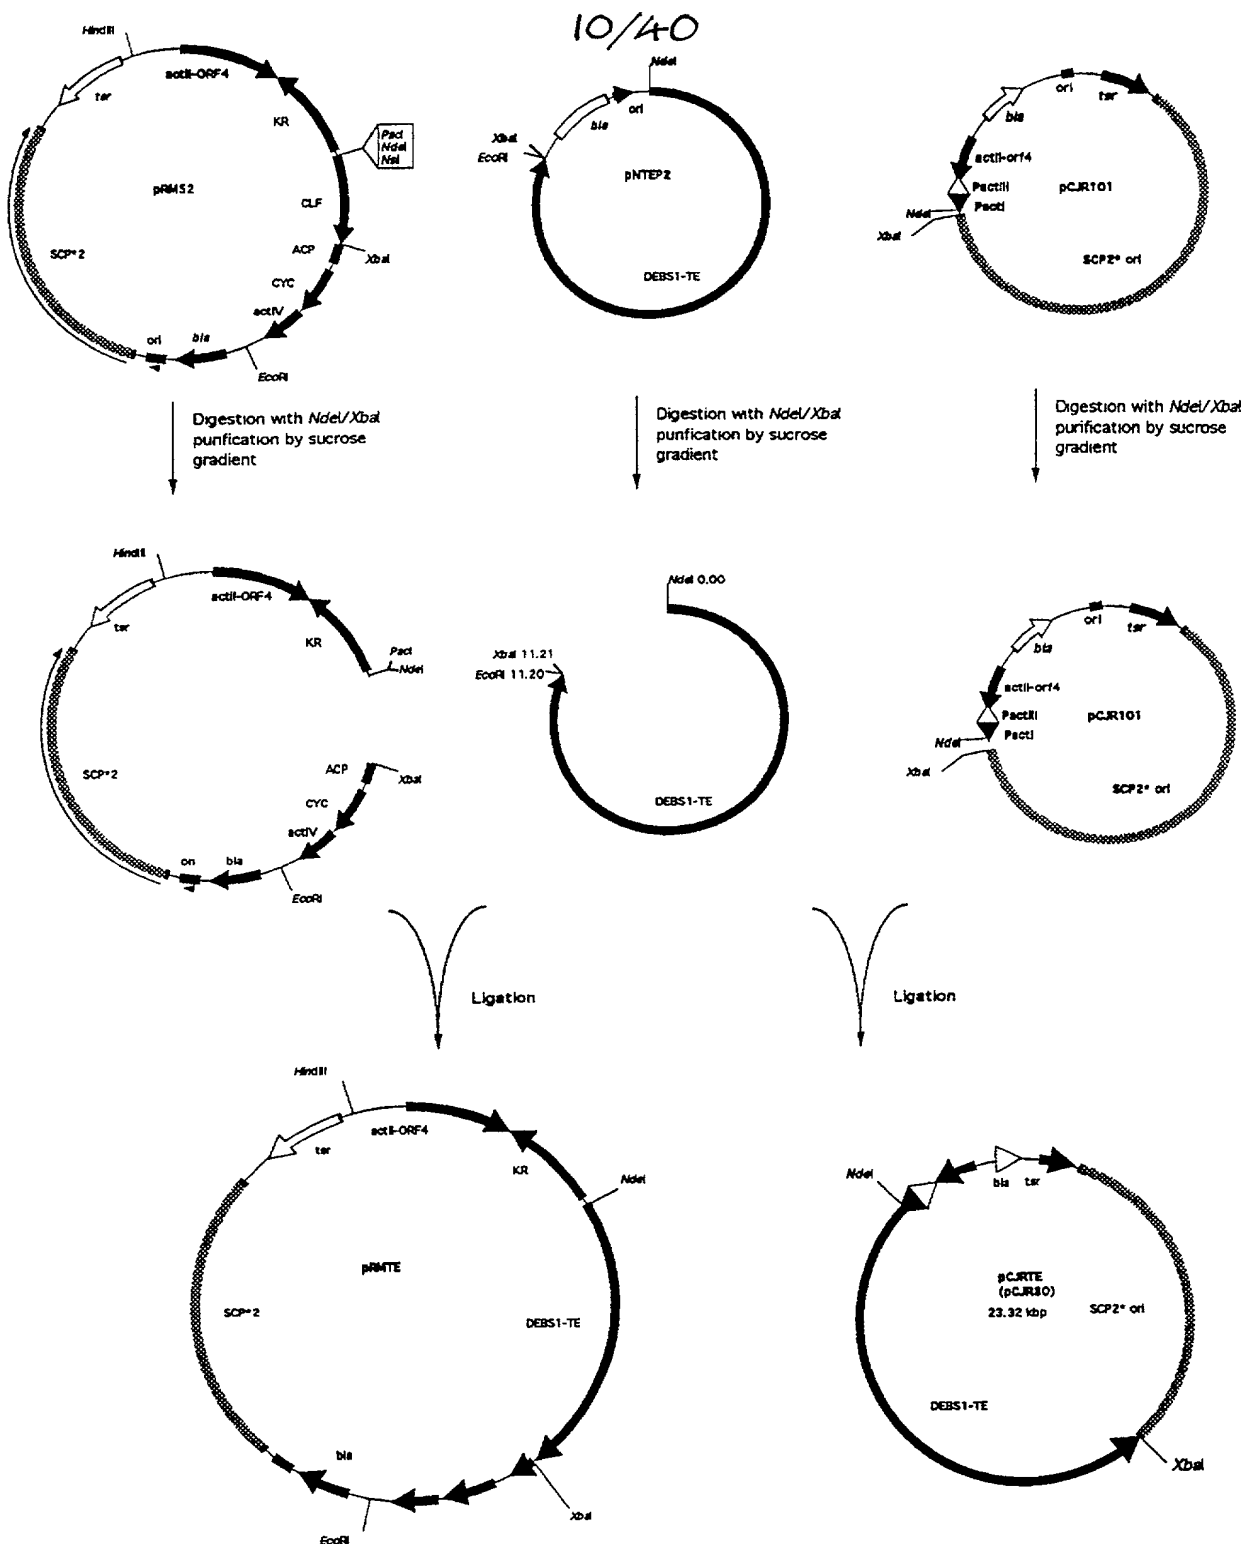 10/40
HindIII
actII-ORF4
tsr
KR
PacI
NdeI
NsI
pRMS2
CLF
SCP*2
ACP
XbaI
CYC
actIV
ori
bla
EcoRI
NdeI
ori
bla
XbaI
EcoRI
pNTEP2
DEBS1-TE
ori
tsr
bla
actII-orf4
PactIII
pCJR101
NdeI
PactI
XbaI
SCP2* ori
Digestion with NdeI/XbaI
purification by sucrose
gradient
Digestion with NdeI/XbaI
purification by sucrose
gradient
Digestion with NdeI/XbaI
purification by sucrose
gradient
HindIII
actII-ORF4
tsr
KR
PacI
NdeI
SCP*2
ACP
XbaI
CYC
actIV
on
bla
EcoRI
NdeI 0.00
XbaI 11.21
EcoRI 11.20
DEBS1-TE
ori
tsr
bla
actII-orf4
PactIII
pCJR101
NdeI
PactI
XbaI
SCP2* ori
Ligation
Ligation
HindIII
actII-ORF4
tsr
KR
NdeI
pRMTE
SCP*2
DEBS1-TE
bla
XbaI
EcoRI
NdeI
bla tsr
pCJRTE
(pCJR30)
23.32 kbp
SCP2* ori
DEBS1-TE
XbaI